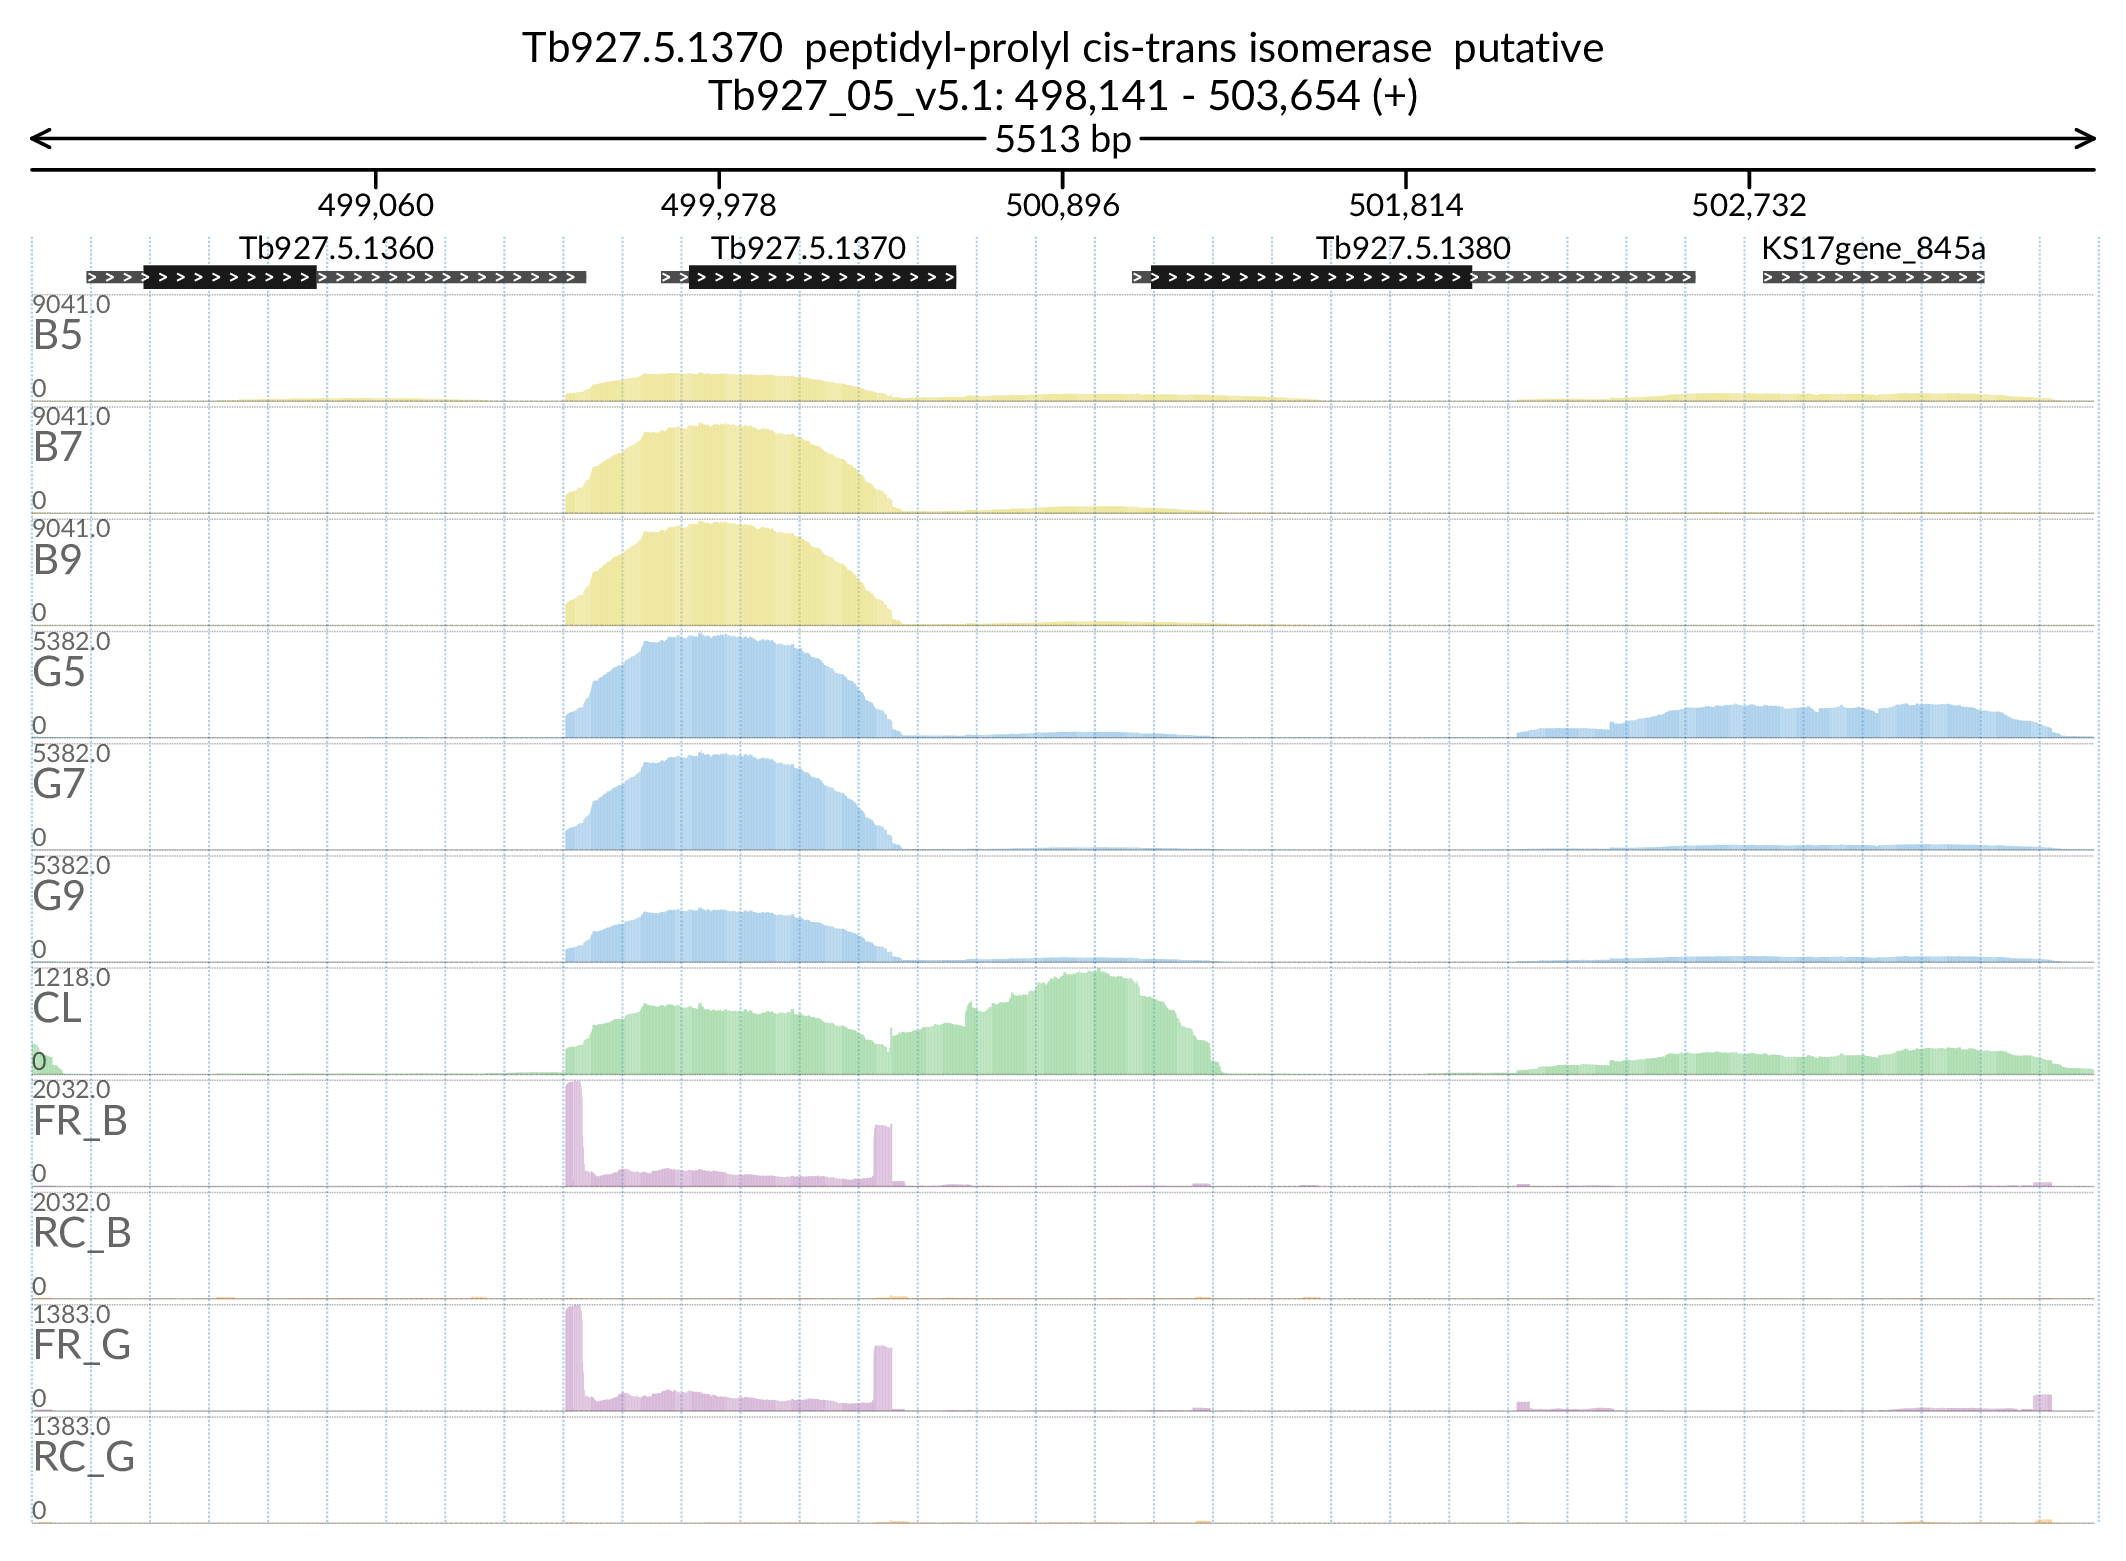 Tb927.5.1370 peptidyl-prolyl cis-trans isomerase putative
Tb927_05_v5.1: 498,141 - 503,654 (+)
5513 bp
499,060 499,978 500,896 501,814 502,732
Tb927.5.1360 Tb927.5.1370 Tb927.5.1380 KS17gene_845a
9041.0
B5
0
9041.0
B7
0
9041.0
B9
0
5382.0
G5
0
5382.0
G7
0
5382.0
G9
0
1218.0
CL
0
2032.0
FR_B
0
2032.0
RC_B
0
1383.0
FR_G
0
1383.0
RC_G
0